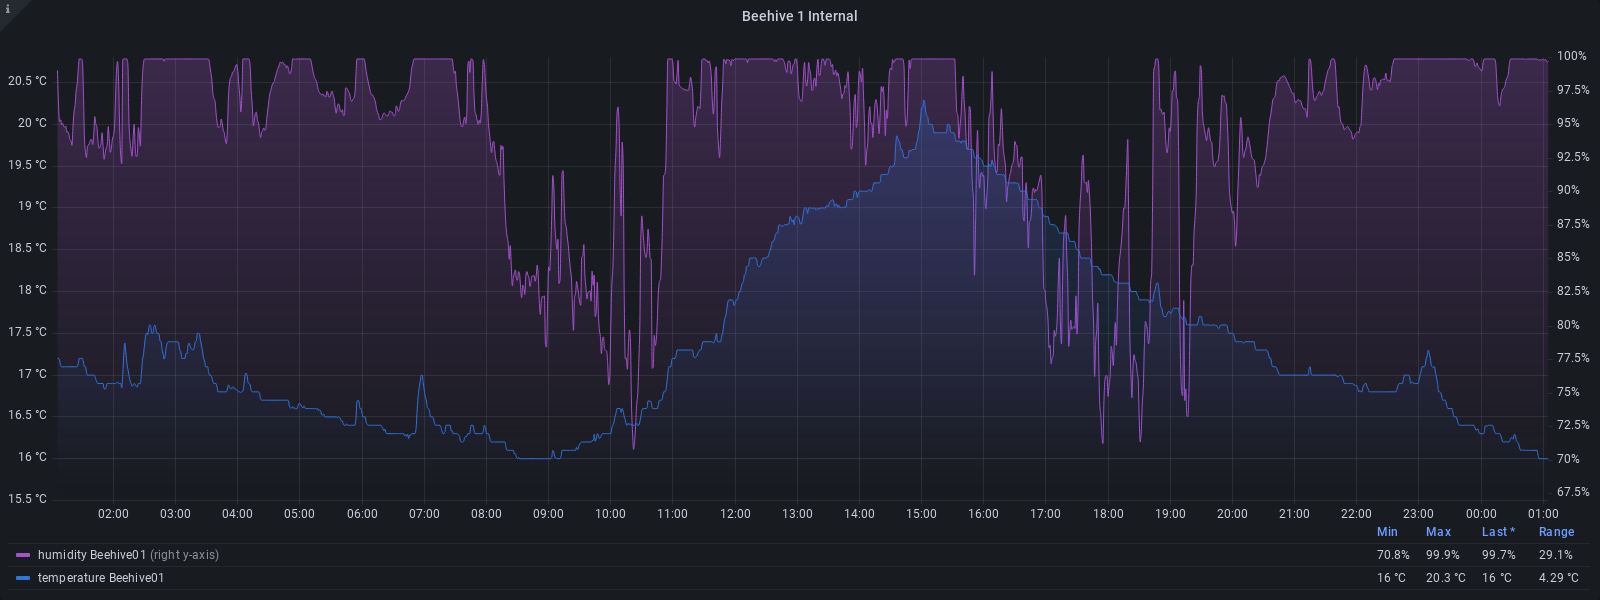 i
Beehive 1 Internal
20.5 °C
20 °C
19.5 °C
19 °C
18.5 °C
18 °C
17.5 °C
17 °C
16.5 °C
16 °C
15.5 °C
100%
97.5%
95%
92.5%
90%
87.5%
85%
82.5%
80%
77.5%
75%
72.5%
70%
67.5%
02:00 03:00 04:00 05:00 06:00 07:00 08:00 09:00 10:00 11:00 12:00 13:00 14:00 15:00 16:00 17:00 18:00 19:00 20:00 21:00 22:00 23:00 00:00 01:00
Min Max Last * Range
humidity Beehive01 (right y-axis) 70.8% 99.9% 99.7% 29.1%
temperature Beehive01 16 °C 20.3 °C 16 °C 4.29 °C